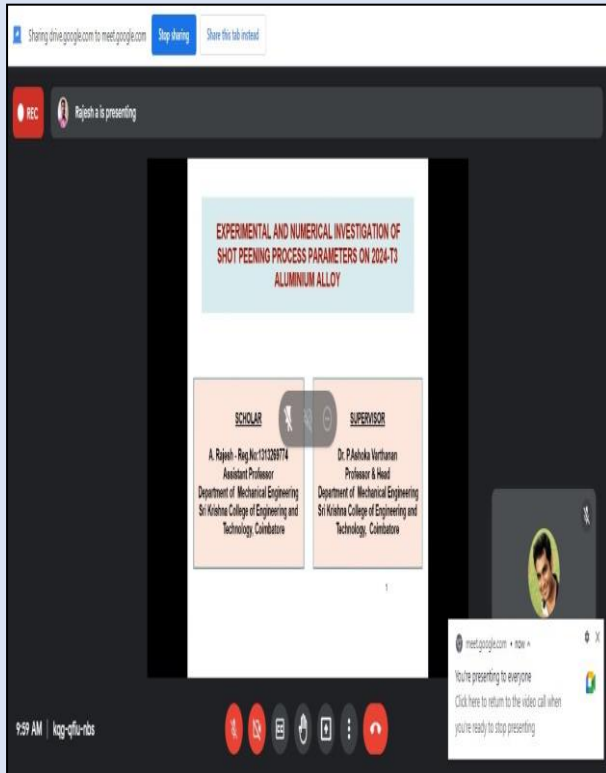 Sharing drive.google.com to meet.google.com
Stop sharing
Share this tab instead
REC
Rajesh a is presenting
EXPERIMENTAL AND NUMERICAL INVESTIGATION OF
SHOT PEENING PROCESS PARAMETERS ON 2024-T3
ALUMINIUM ALLOY
SCHOLAR
A. Rajesh - Reg.No:1313269774
Assistant Professor
Department of Mechanical Engineering
Sri Krishna College of Engineering and
Technology, Coimbatore
SUPERVISOR
Dr. P.Ashoka Varthanan
Professor & Head
Department of Mechanical Engineering
Sri Krishna College of Engineering and
Technology, Coimbatore
1
meet.google.com • now
You're presenting to everyone
Click here to return to the video call when
you're ready to stop presenting
9:59 AM | kqg-qfiu-nbs